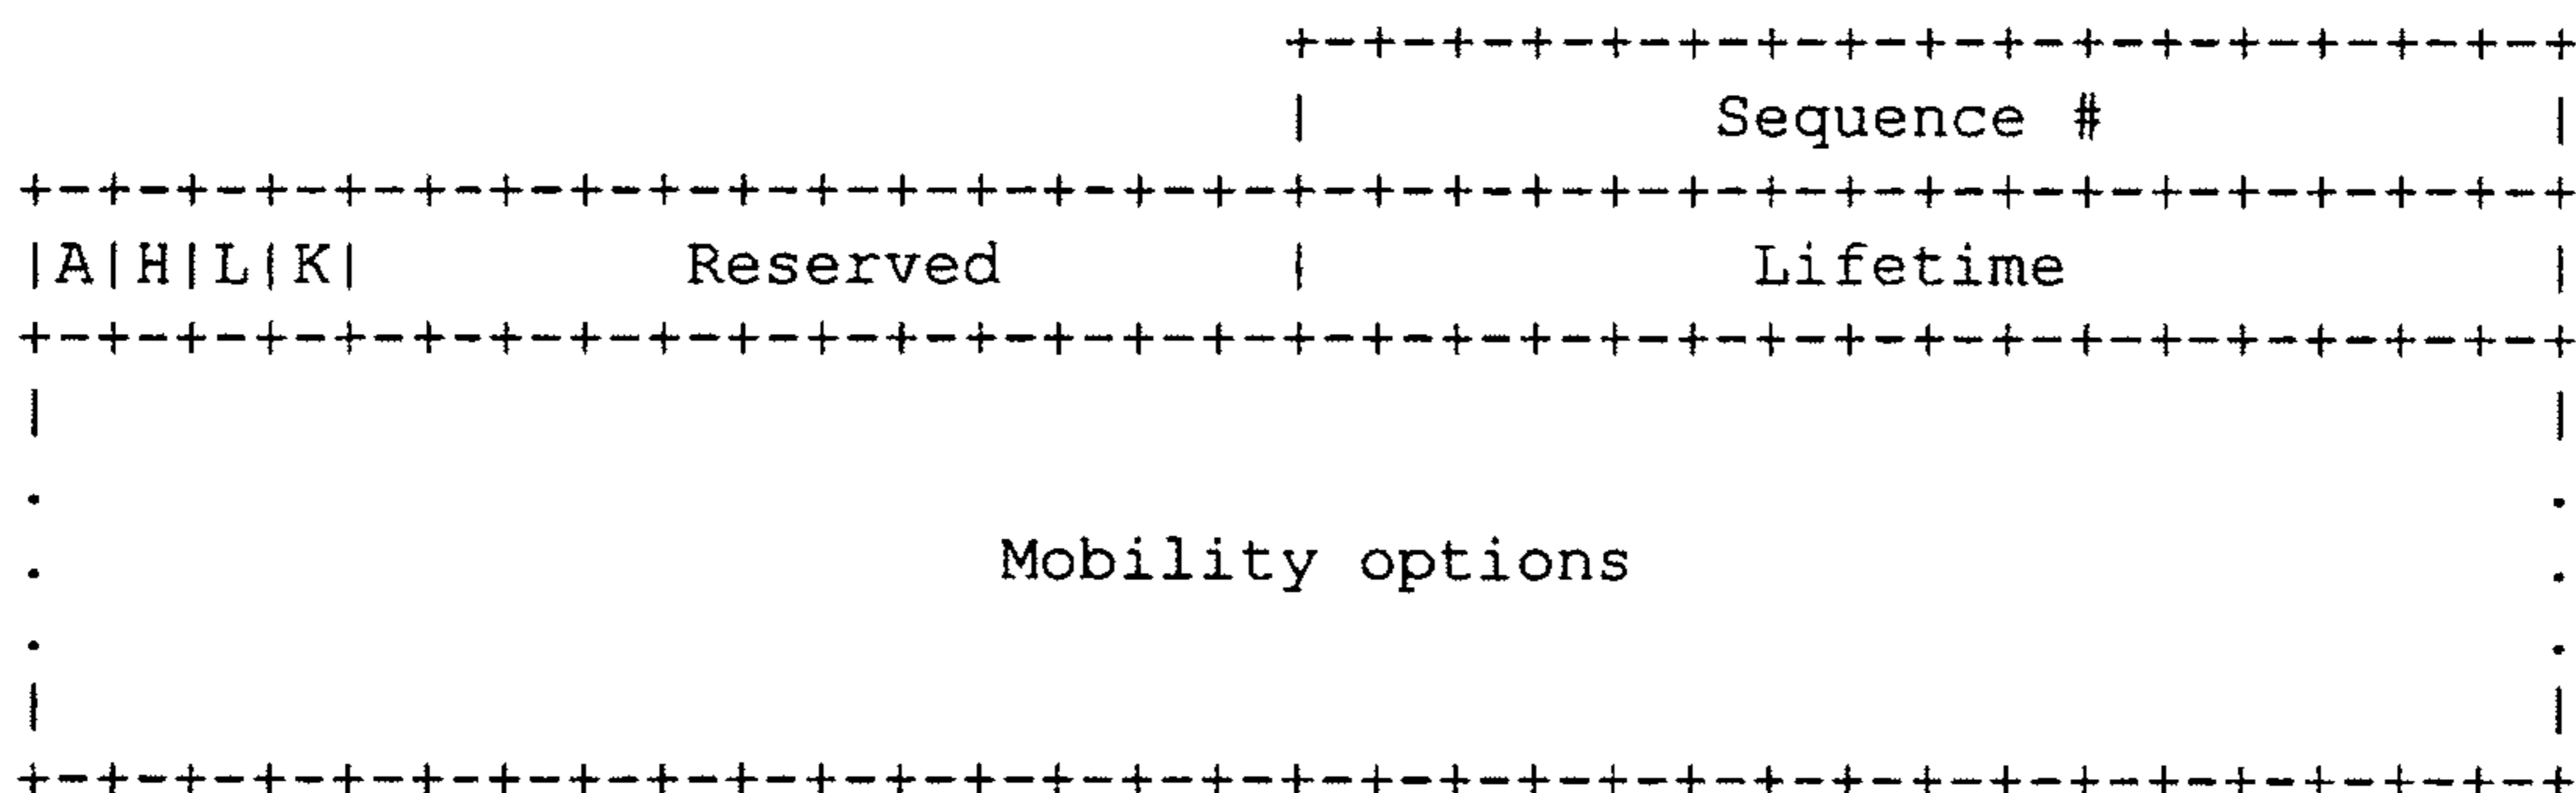 +-+-+-+-+-+-+-+-+-+-+-+-+-+-+-+-+
| Sequence # |
+-+-+-+-+-+-+-+-+-+-+-+-+-+-+-+-+-+-+-+-+-+-+-+-+-+-+-+-+-+-+-+-+
|A|H|L|K| Reserved | Lifetime |
+-+-+-+-+-+-+-+-+-+-+-+-+-+-+-+-+-+-+-+-+-+-+-+-+-+-+-+-+-+-+-+-+
| |
. .
. Mobility options .
. .
| |
+-+-+-+-+-+-+-+-+-+-+-+-+-+-+-+-+-+-+-+-+-+-+-+-+-+-+-+-+-+-+-+-+